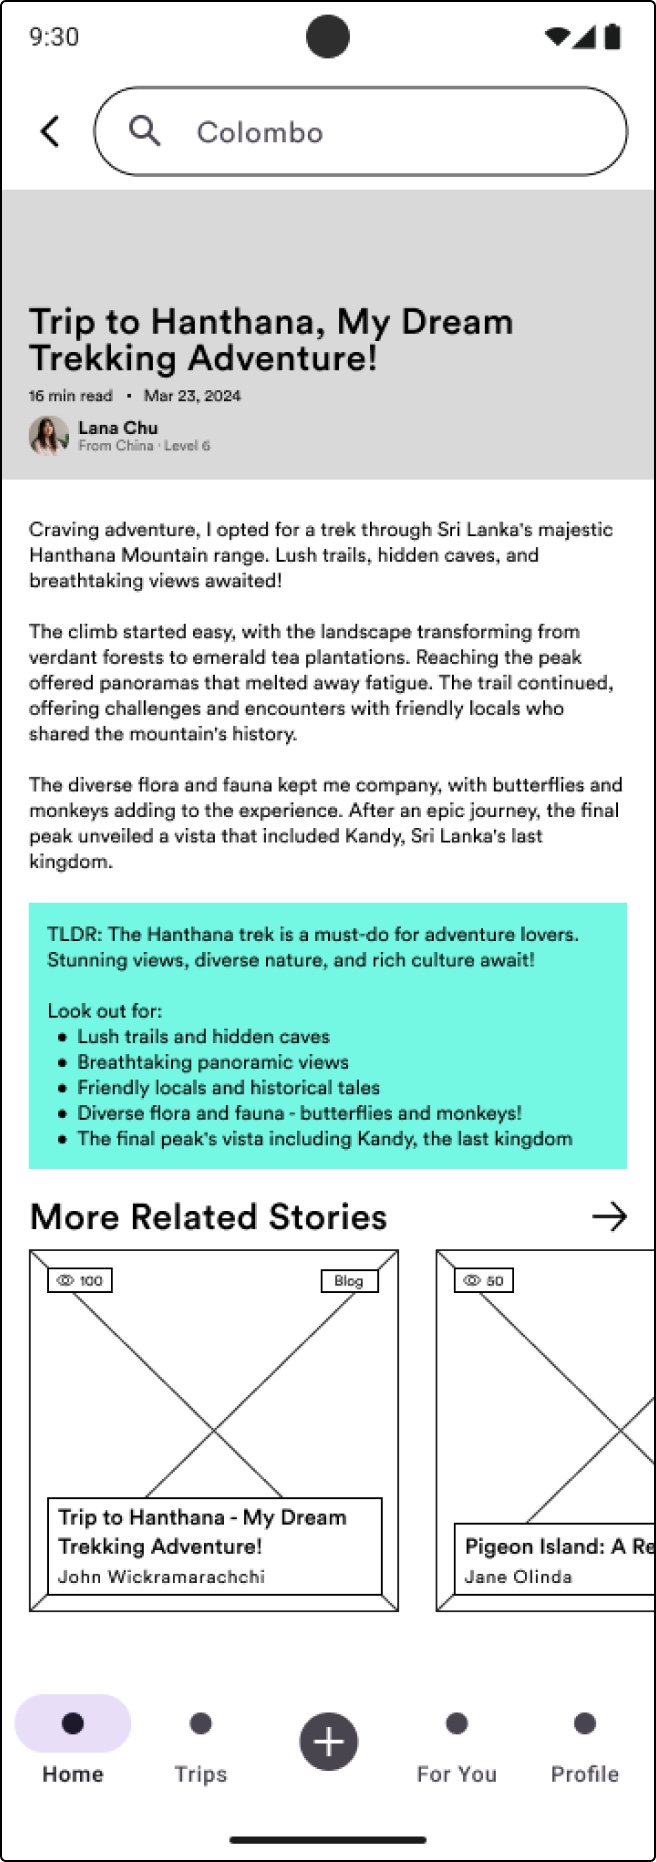 9:30
Colombo
Trip to Hanthana, My Dream
Trekking Adventure!
16 min read • Mar 23, 2024
Lana Chu
From China · Level 6
Craving adventure, I opted for a trek through Sri Lanka's majestic
Hanthana Mountain range. Lush trails, hidden caves, and
breathtaking views awaited!
The climb started easy, with the landscape transforming from
verdant forests to emerald tea plantations. Reaching the peak
offered panoramas that melted away fatigue. The trail continued,
offering challenges and encounters with friendly locals who
shared the mountain's history.
The diverse flora and fauna kept me company, with butterflies and
monkeys adding to the experience. After an epic journey, the final
peak unveiled a vista that included Kandy, Sri Lanka's last
kingdom.
TLDR: The Hanthana trek is a must-do for adventure lovers.
Stunning views, diverse nature, and rich culture await!
Look out for:
• Lush trails and hidden caves
• Breathtaking panoramic views
• Friendly locals and historical tales
• Diverse flora and fauna - butterflies and monkeys!
• The final peak's vista including Kandy, the last kingdom
More Related Stories
100
Blog
50
Trip to Hanthana - My Dream
Trekking Adventure!
John Wickramarachchi
Pigeon Island: A Re
Jane Olinda
Home
Trips
For You
Profile